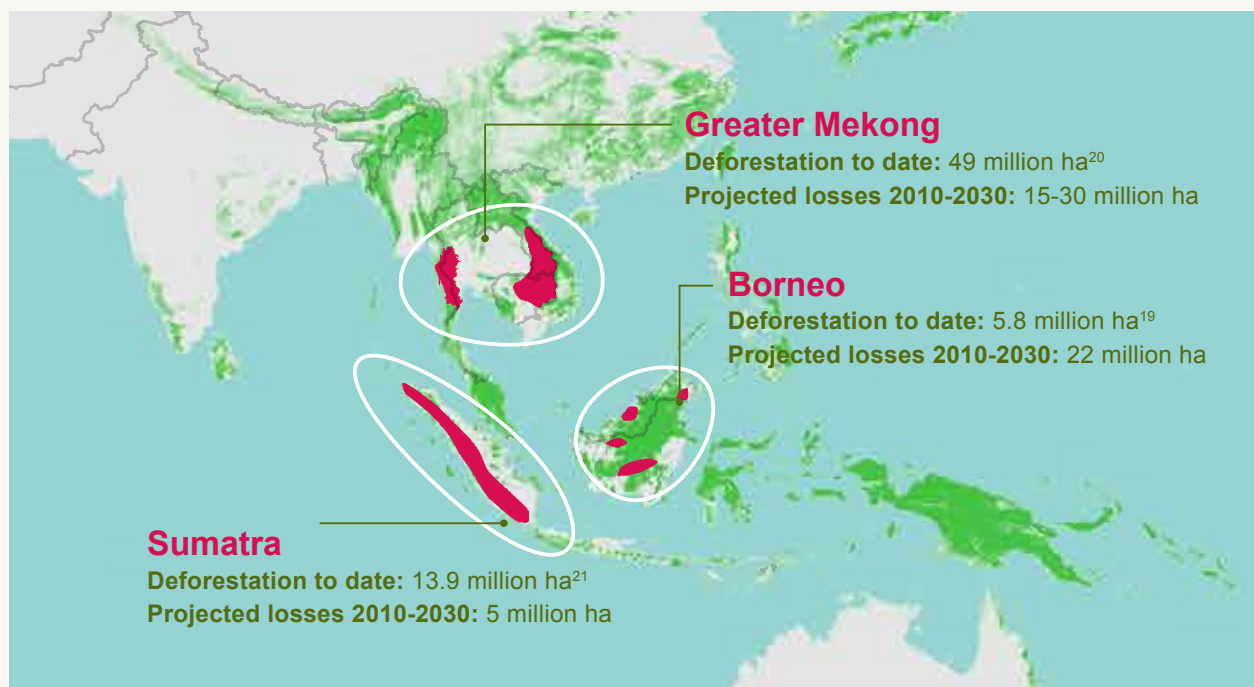 Greater Mekong
Deforestation to date: 49 million ha20
Projected losses 2010-2030: 15-30 million ha
Borneo
Deforestation to date: 5.8 million ha19
Projected losses 2010-2030: 22 million ha
Sumatra
Deforestation to date: 13.9 million ha21
Projected losses 2010-2030: 5 million ha